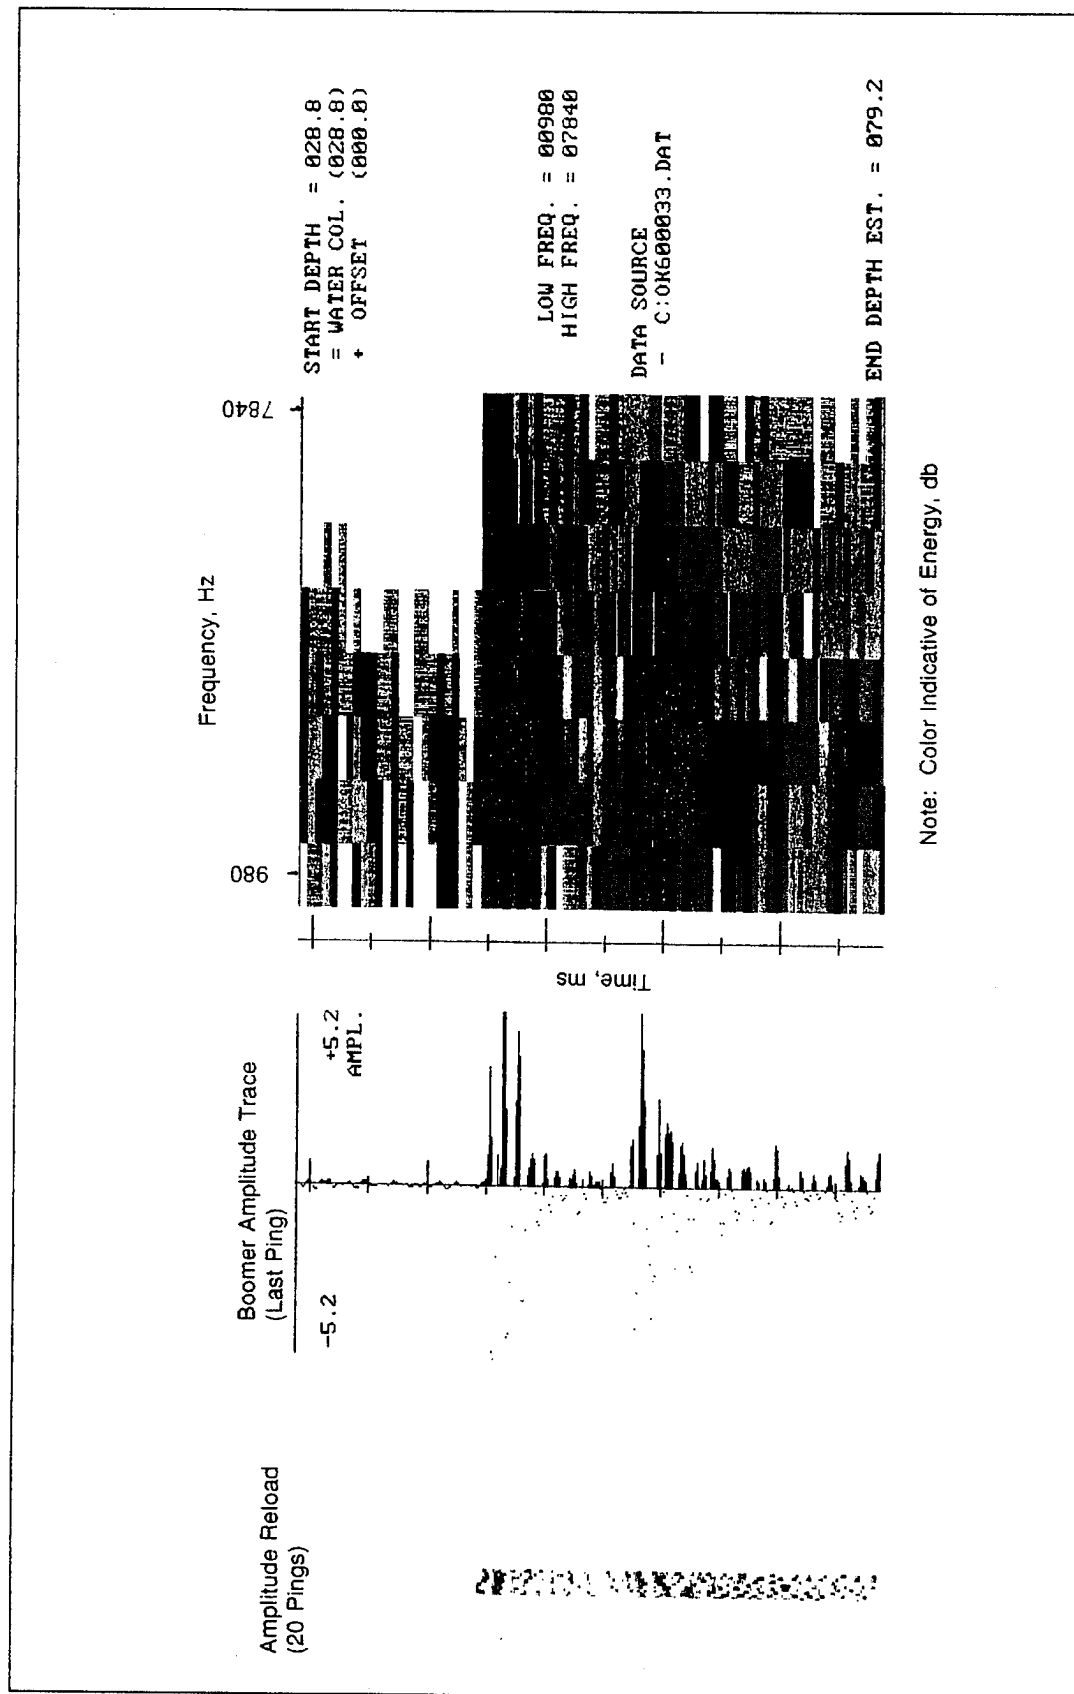 Amplitude Reload
(20 Pings)
Boomer Amplitude Trace
(Last Ping)
-5.2
+5.2
AMPL.
Time, ms
Frequency, Hz
980
7840
START DEPTH = 028.8
= WATER COL. (028.8)
+ OFFSET (000.0)
LOW FREQ. = 00980
HIGH FREQ. = 07840
DATA SOURCE
- C:OK600033.DAT
END DEPTH EST. = 079.2
Note: Color Indicative of Energy, db